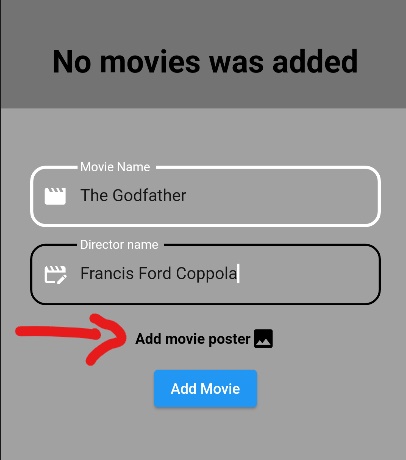 No movies was added
Movie Name
The Godfather
Director name
Francis Ford Coppola
Add movie poster
Add Movie